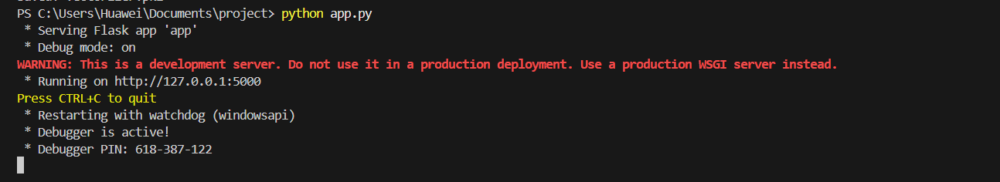 PS C:\Users\Huawei\Documents\project> python app.py
* Serving Flask app 'app'
* Debug mode: on
WARNING: This is a development server. Do not use it in a production deployment. Use a production WSGI server instead.
* Running on http://127.0.0.1:5000
Press CTRL+C to quit
* Restarting with watchdog (windowsapi)
* Debugger is active!
* Debugger PIN: 618-387-122